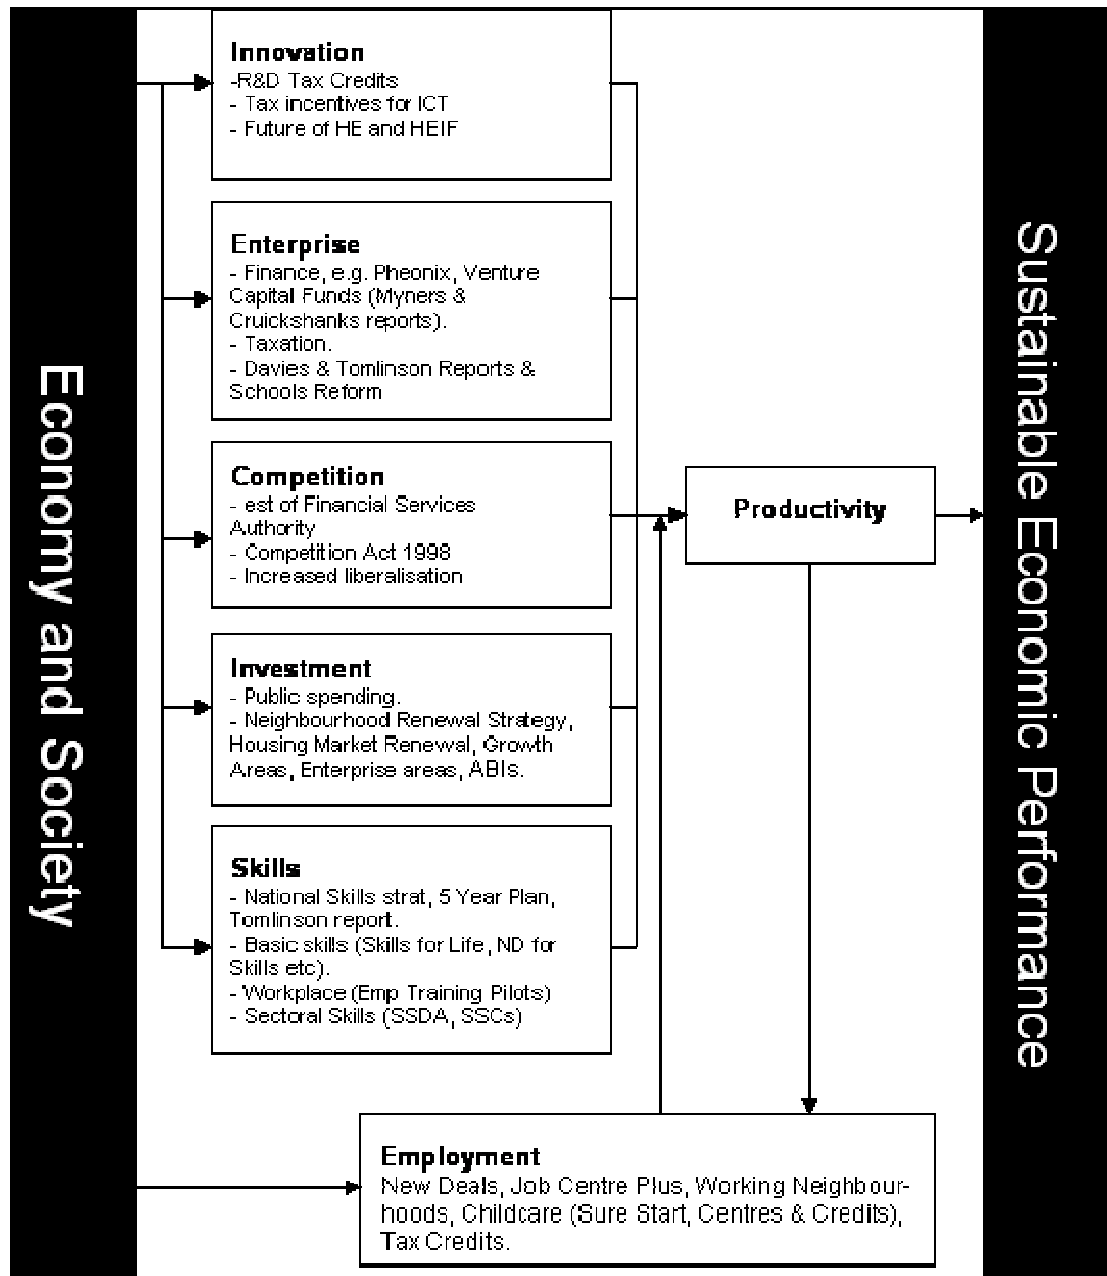 Economy and Society
Innovation
-R&D Tax Credits
- Tax incentives for ICT
- Future of HE and HEIF
Enterprise
- Finance, e.g. Pheonix, Venture
Capital Funds (Myners &
Cruickshanks reports).
- Taxation.
- Davies & Tomlinson Reports &
Schools Reform
Competition
- est of Financial Services
Authority
- Competition Act 1998
- Increased liberalisation
Investment
- Public spending.
- Neighbourhood Renewal Strategy,
Housing Market Renewal, Growth
Areas, Enterprise areas, ABIs.
Skills
- National Skills strat, 5 Year Plan,
Tomlinson report.
- Basic skills (Skills for Life, ND for
Skills etc).
- Workplace (Emp Training Pilots)
- Sectoral Skills (SSDA, SSCs)
Productivity
Employment
New Deals, Job Centre Plus, Working Neighbour-
hoods, Childcare (Sure Start, Centres & Credits),
Tax Credits.
Sustainable Economic Performance